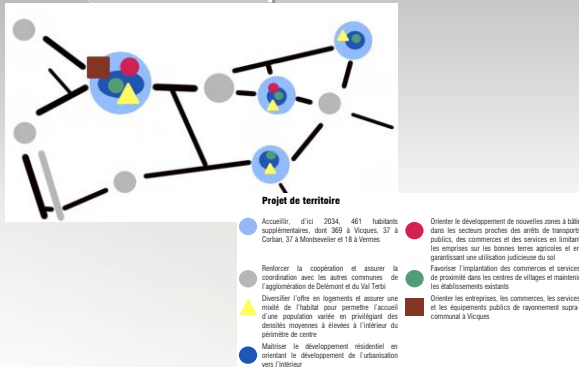 Projet de territoire
Accueillir, d'ici 2034, 461 habitants
supplémentaires, dont 369 à Vicques, 37 à
Corban, 37 à Montsevelier et 18 à Vermes
Renforcer la coopération et assurer la
coordination avec les autres communes de
l'agglomération de Delémont et du Val Terbi
Diversifier l'offre en logements et assurer une
mixité de l'habitat pour permettre l'accueil
d'une population variée en privilégiant des
densités moyennes à élevées à l'intérieur du
périmètre de centre
Maitriser le développement résidentiel en
orientant le développement de l'urbanisation
vers l'intérieur
Orienter le développement de nouvelles zones à bâtir
dans les secteurs proches des arrêts de transports
publics, des commerces et des services en limitant
les emprises sur les bonnes terres agricoles et en
garantissant une utilisation judicieuse du sol
Favoriser l'implantation des commerces et services
de proximité dans les centres de villages et maintenir
les établissements existants
Orienter les entreprises, les commerces, les services
et les équipements publics de rayonnement supra-
communal à Vicques